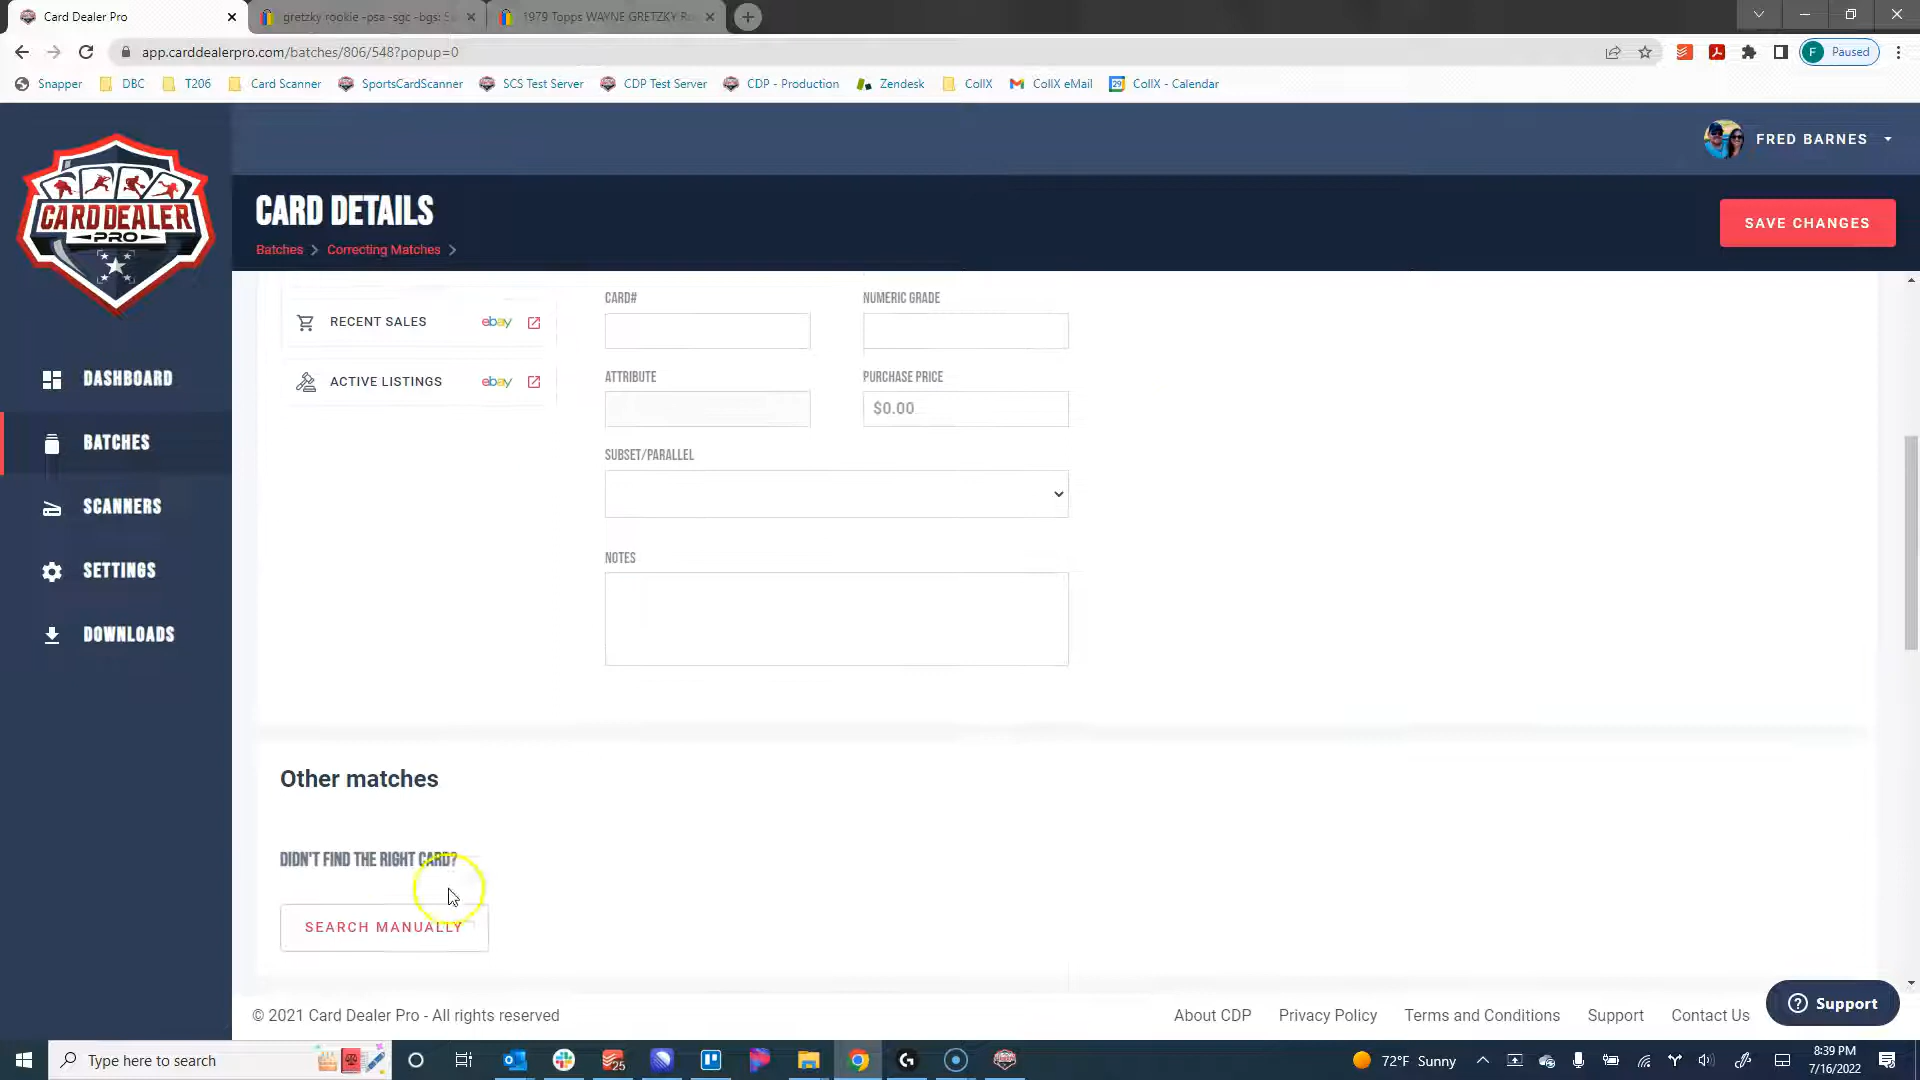 Card Dealer Pro
gretzky rookie -psa -sgc -bgs:
1979 Topps WAYNE GRETZKY
app.carddealerpro.com/batches/806/548?popup=0
F Paused
Snapper
DBC
T206
Card Scanner
SportsCardScanner
SCS Test Server
CDP Test Server
CDP - Production
Zendesk
CollX
CollX eMail
CollX - Calendar
CARD DEALER
PRO
FRED BARNES
CARD DETAILS
Batches
Correcting Matches
SAVE CHANGES
DASHBOARD
BATCHES
SCANNERS
SETTINGS
DOWNLOADS
RECENT SALES ebay
ACTIVE LISTINGS ebay
CARD#
NUMERIC GRADE
ATTRIBUTE
PURCHASE PRICE
$0.00
SUBSET/PARALLEL
NOTES
Other matches
DIDN'T FIND THE RIGHT CARD?
SEARCH MANUALLY
© 2021 Card Dealer Pro - All rights reserved
About CDP
Privacy Policy
Terms and Conditions
Support
Contact Us
Support
Type here to search
25
72°F Sunny
8:39 PM
7/16/2022